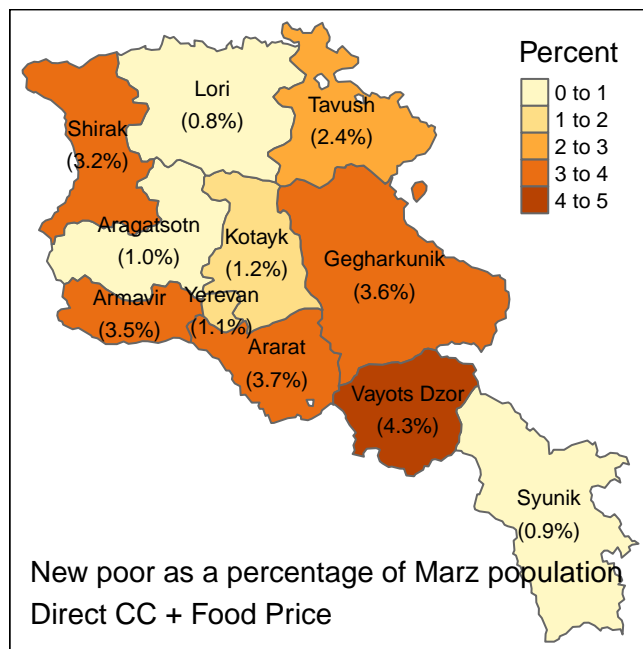 Percent
0 to 1
1 to 2
2 to 3
3 to 4
4 to 5
Lori
(0.8%)
Tavush
(2.4%)
Shirak
(3.2%)
Aragatsotn
(1.0%)
Kotayk
(1.2%)
Gegharkunik
(3.6%)
Armavir
(3.5%)
Yerevan
(1.1%)
Ararat
(3.7%)
Vayots Dzor
(4.3%)
Syunik
(0.9%)
New poor as a percentage of Marz population
Direct CC + Food Price